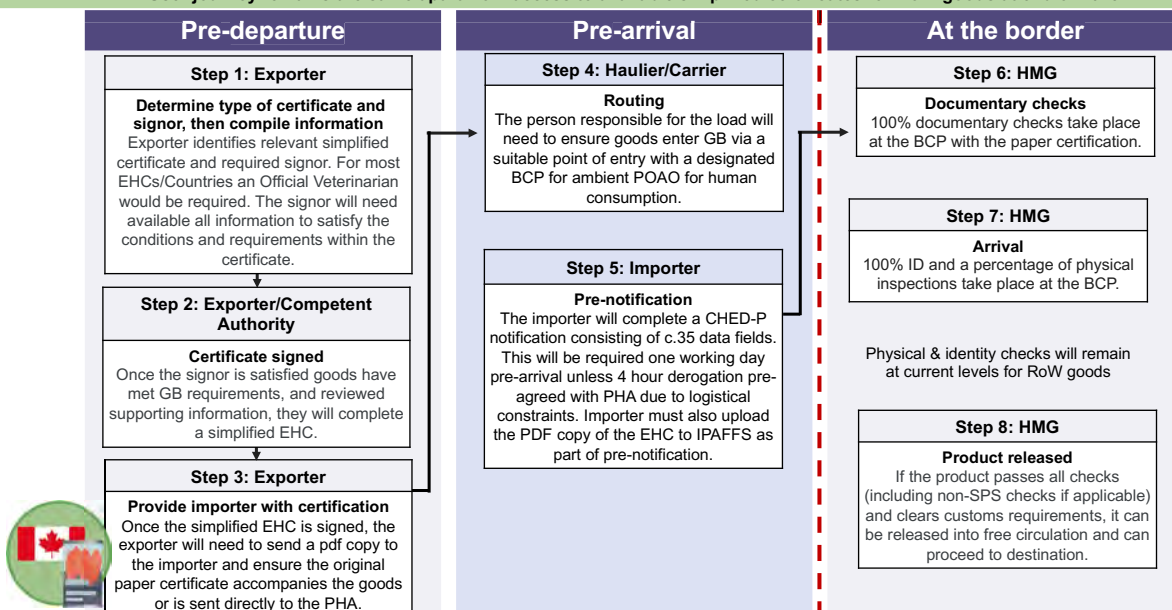 Pre-departure
Step 1: Exporter
Determine type of certificate and
signor, then compile information
Exporter identifies relevant simplified
certificate and required signor. For most
EHCs/Countries an Official Veterinarian
would be required. The signor will need
available all information to satisfy the
conditions and requirements within the
certificate.
Step 2: Exporter/Competent
Authority
Certificate signed
Once the signor is satisfied goods have
met GB requirements, and reviewed
supporting information, they will complete
a simplified EHC.
Step 3: Exporter
Provide importer with certification
Once the simplified EHC is signed, the
exporter will need to send a pdf copy to
the importer and ensure the original
paper certificate accompanies the goods
or is sent directly to the PHA.
Pre-arrival
Step 4: Haulier/Carrier
Routing
The person responsible for the load will
need to ensure goods enter GB via a
suitable point of entry with a designated
BCP for ambient POAO for human
consumption.
Step 5: Importer
Pre-notification
The importer will complete a CHED-P
notification consisting of c.35 data fields.
This will be required one working day
pre-arrival unless 4 hour derogation pre-
agreed with PHA due to logistical
constraints. Importer must also upload
the PDF copy of the EHC to IPAFFS as
part of pre-notification.
At the border
Step 6: HMG
Documentary checks
100% documentary checks take place
at the BCP with the paper certification.
Step 7: HMG
Arrival
100% ID and a percentage of physical
inspections take place at the BCP.
Physical & identity checks will remain
at current levels for RoW goods
Step 8: HMG
Product released
If the product passes all checks
(including non-SPS checks if applicable)
and clears customs requirements, it can
be released into free circulation and can
proceed to destination.